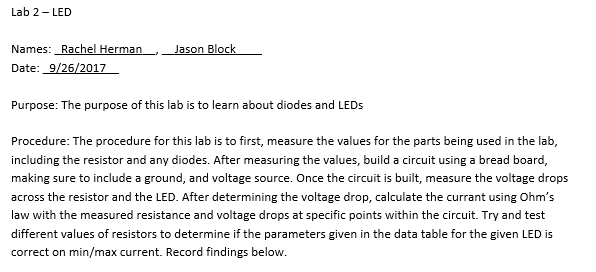 Lab 2 – LED
Names: __Rachel Herman__, ___Jason Block____
Date: _9/26/2017__
Purpose: The purpose of this lab is to learn about diodes and LEDs
Procedure: The procedure for this lab is to first, measure the values for the parts being used in the lab,
including the resistor and any diodes. After measuring the values, build a circuit using a bread board,
making sure to include a ground, and voltage source. Once the circuit is built, measure the voltage drops
across the resistor and the LED. After determining the voltage drop, calculate the currant using Ohm’s
law with the measured resistance and voltage drops at specific points within the circuit. Try and test
different values of resistors to determine if the parameters given in the data table for the given LED is
correct on min/max current. Record findings below.